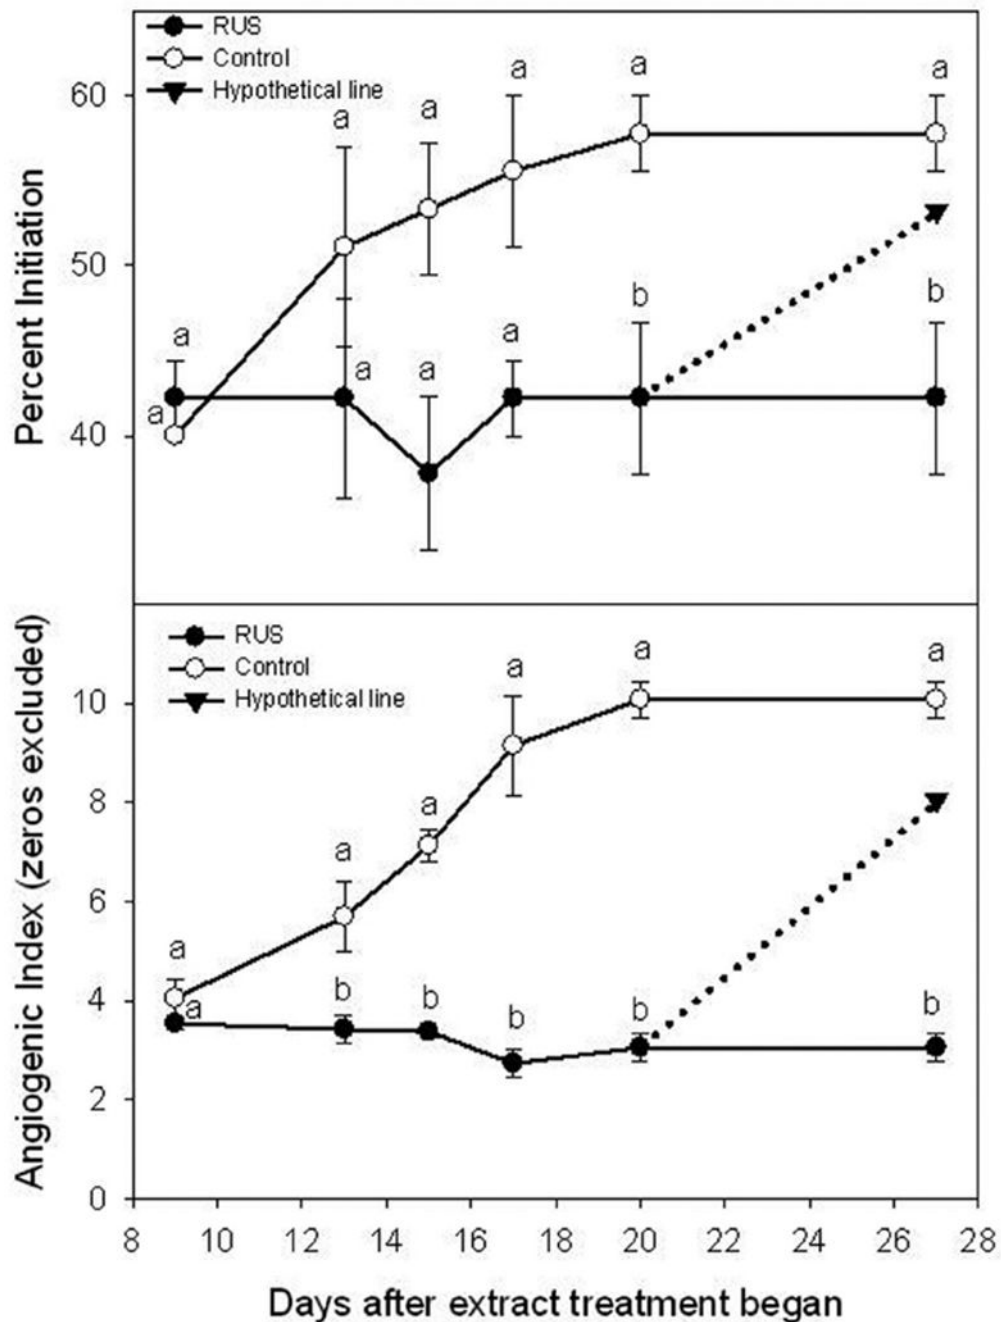 RUS
Control
Hypothetical line
Percent Initiation
60
50
40
a a a a a
a a a a b b
a
RUS
Control
Hypothetical line
Angiogenic Index (zeros excluded)
10
8
6
4
2
0
a a a a a a
a b b b b b
8 10 12 14 16 18 20 22 24 26 28
Days after extract treatment began